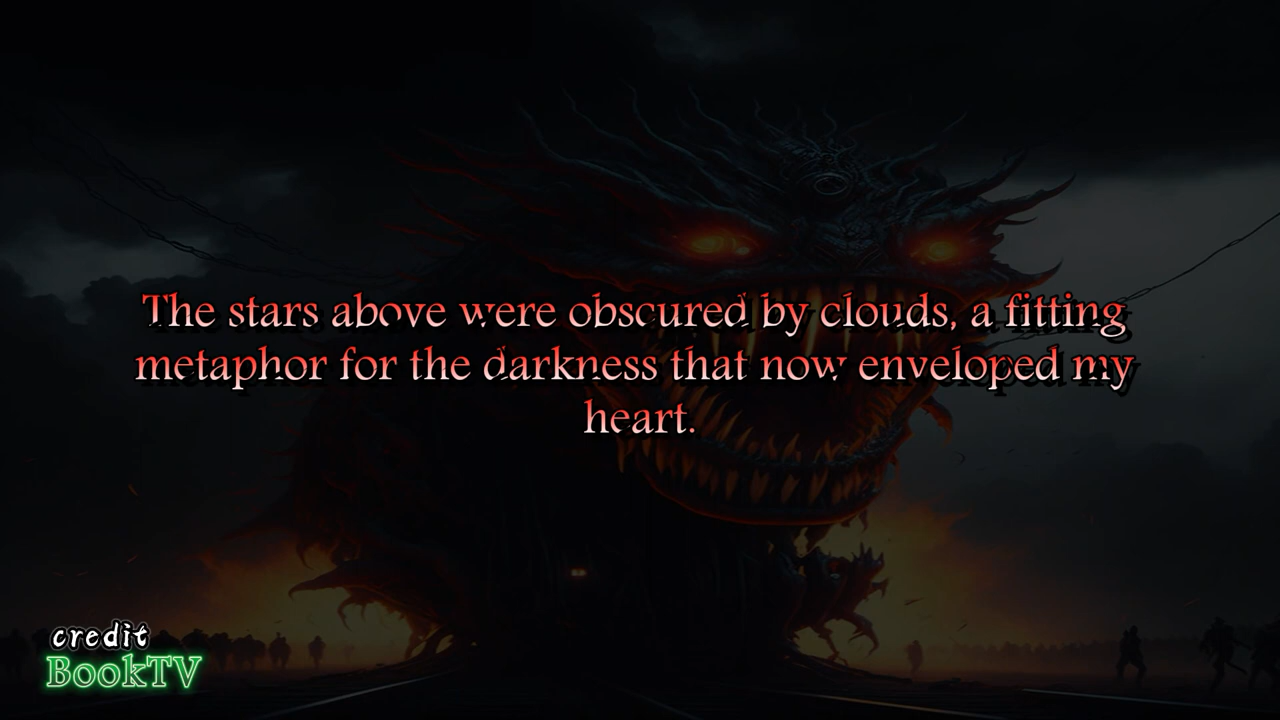 The stars above were obscured by clouds, a fitting
metaphor for the darkness that now enveloped my
heart.
credit
BookTV